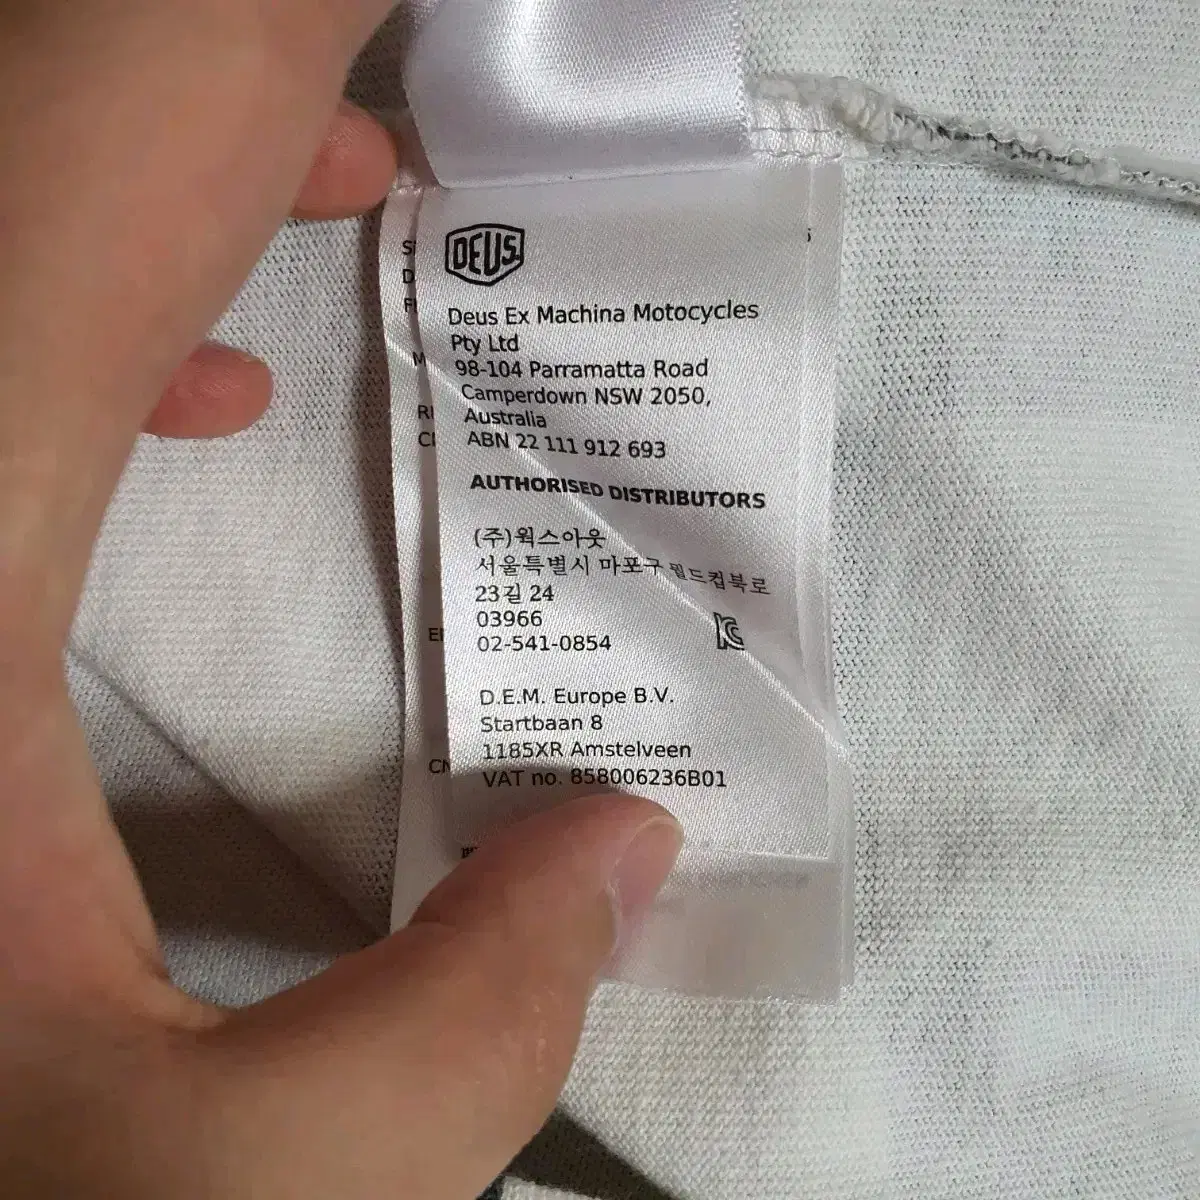 DEUS
Deus Ex Machina Motocycles
Pty Ltd
98-104 Parramatta Road
Camperdown NSW 2050,
Australia
ABN 22 111 912 693
AUTHORISED DISTRIBUTORS
(주)웍스아웃
서울특별시 마포구 월드컵북로
23길 24
03966
02-541-0854
D.E.M. Europe B.V.
Startbaan 8
1185XR Amstelveen
VAT no. 858006236B01